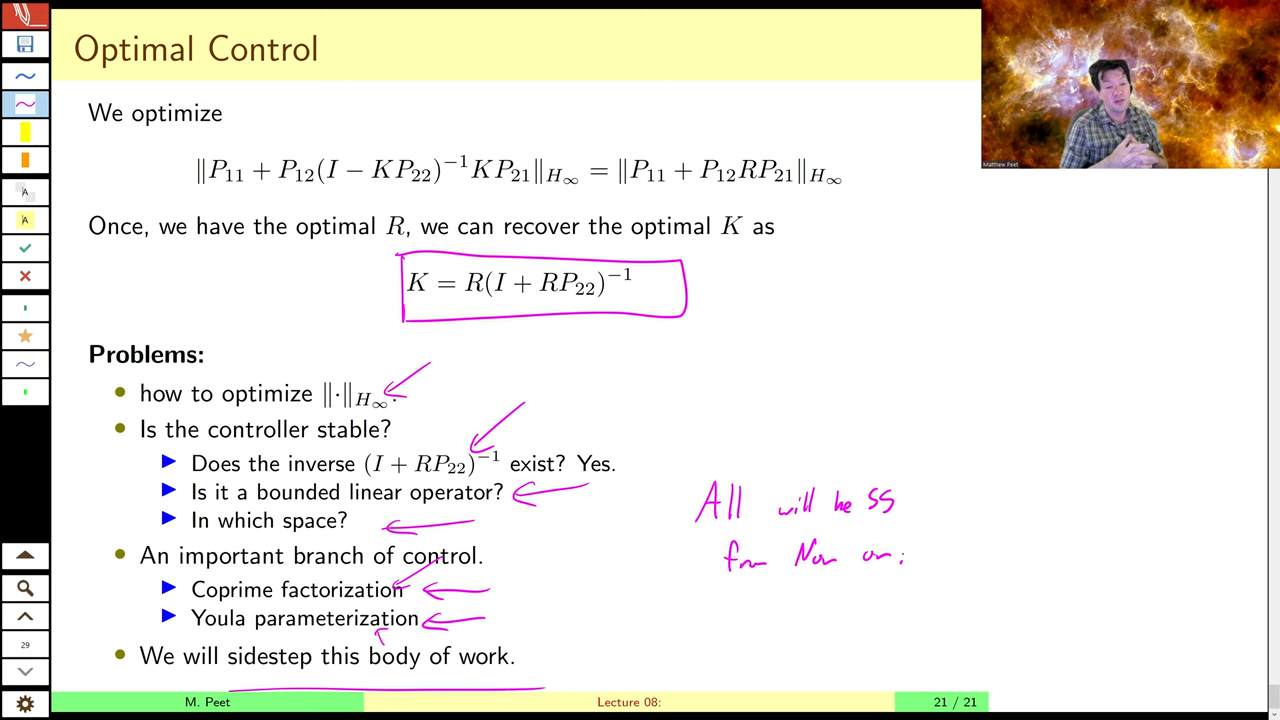 Optimal Control
Matthew Peet
We optimize
‖P₁₁ + P₁₂(I − KP₂₂)⁻¹KP₂₁‖_H∞ = ‖P₁₁ + P₁₂RP₂₁‖_H∞
Once, we have the optimal R, we can recover the optimal K as
K = R(I + RP₂₂)⁻¹
Problems:
how to optimize ‖·‖_H∞.
Is the controller stable?
Does the inverse (I + RP₂₂)⁻¹ exist? Yes.
Is it a bounded linear operator?
In which space?
An important branch of control.
Coprime factorization
Youla parameterization
We will sidestep this body of work.
All will be SS
from Now on:
M. Peet
Lecture 08:
21 / 21
A
A
29